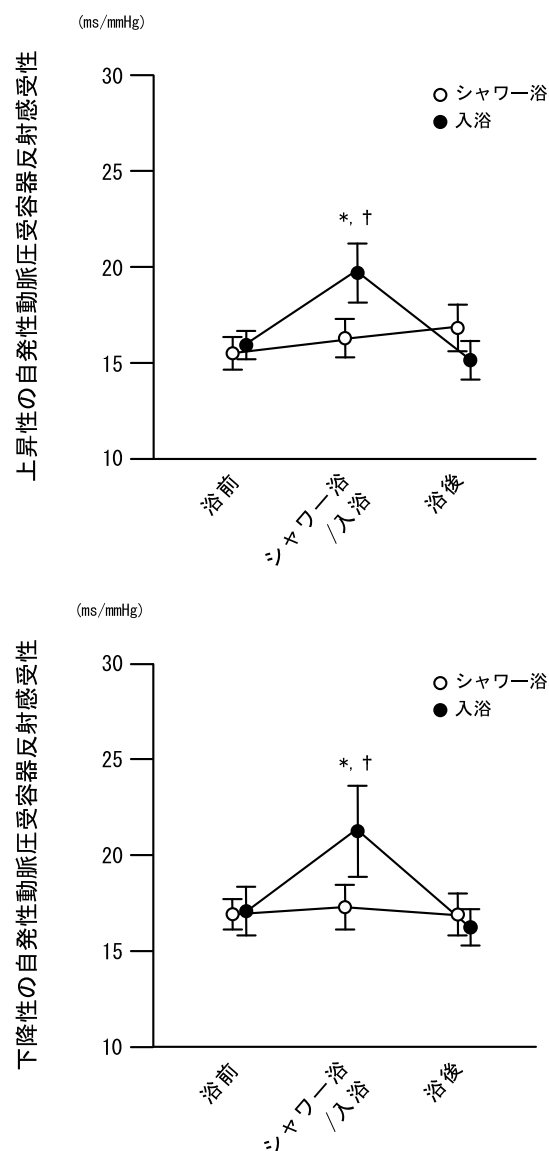 (ms/mmHg)
上昇性の自発性動脈圧受容器反射感受性
30
25
20
15
10
シャワー浴
入浴
*, †
浴前
シャワー浴
/入浴
浴後
(ms/mmHg)
下降性の自発性動脈圧受容器反射感受性
30
25
20
15
10
シャワー浴
入浴
*, †
浴前
シャワー浴
/入浴
浴後